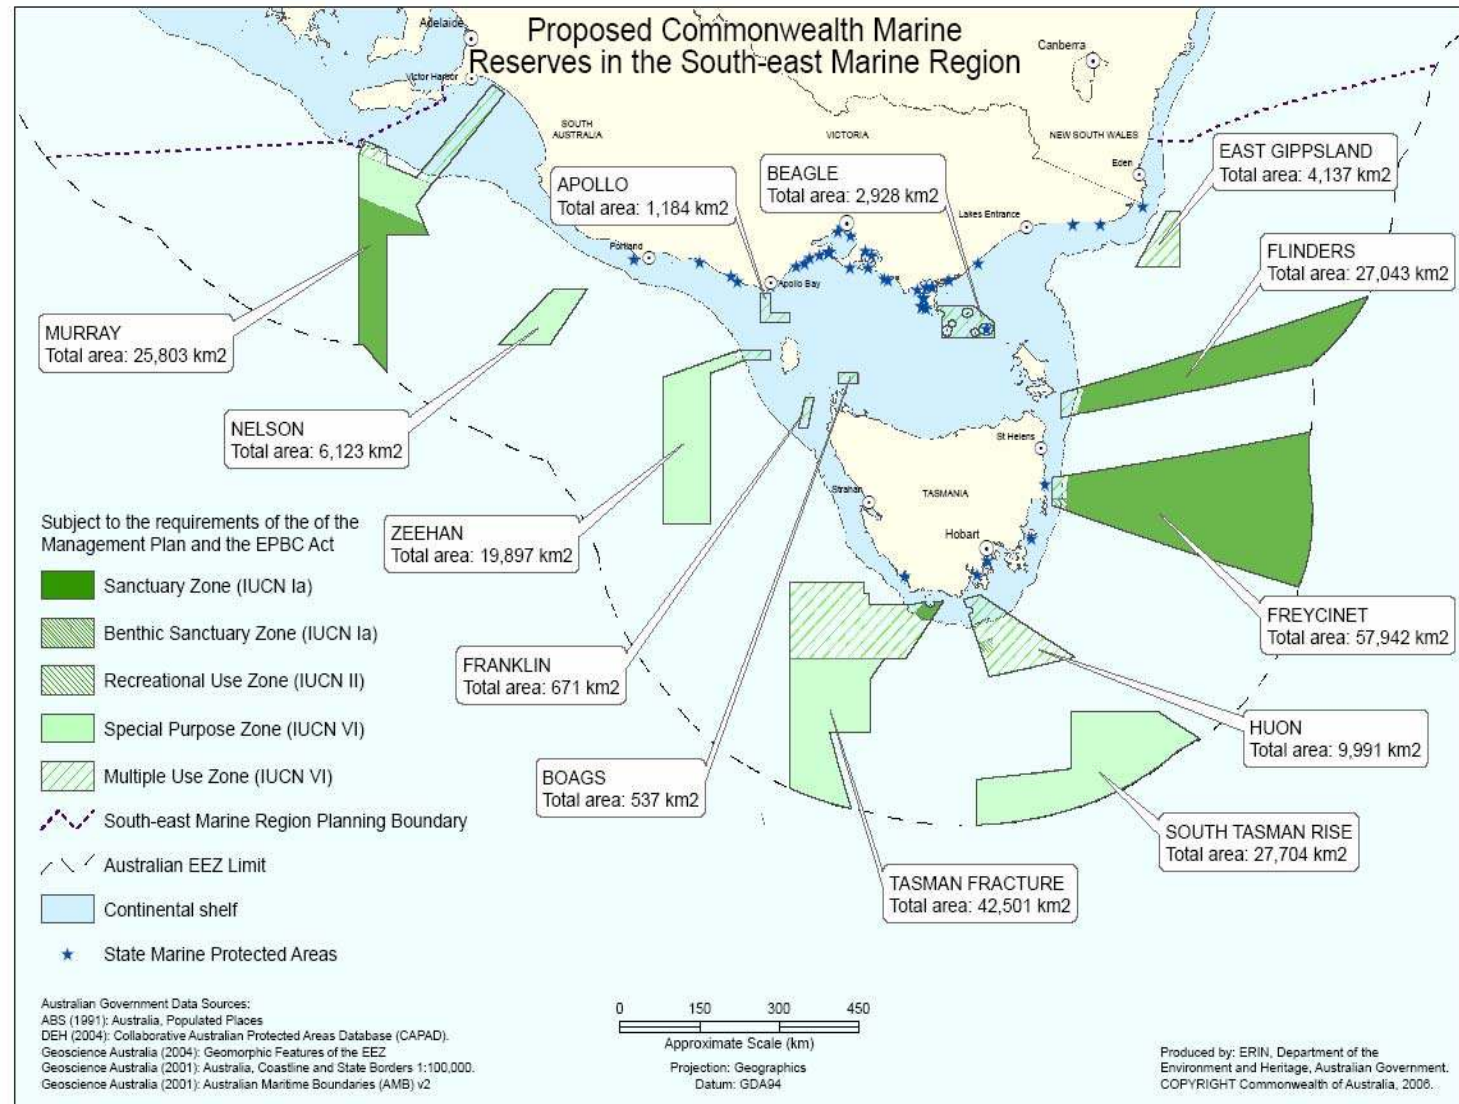 Proposed Commonwealth Marine
Reserves in the South-east Marine Region
Adelaide
Victor Harbor
Canberra
SOUTH
AUSTRALIA
VICTORIA
NEW SOUTH WALES
Eden
EAST GIPPSLAND
Total area: 4,137 km2
APOLLO
Total area: 1,184 km2
BEAGLE
Total area: 2,928 km2
Lakes Entrance
Portland
Apollo Bay
FLINDERS
Total area: 27,043 km2
MURRAY
Total area: 25,803 km2
NELSON
Total area: 6,123 km2
St Helens
Strahan
TASMANIA
Hobart
ZEEHAN
Total area: 19,897 km2
FREYCINET
Total area: 57,942 km2
FRANKLIN
Total area: 671 km2
HUON
Total area: 9,991 km2
BOAGS
Total area: 537 km2
SOUTH TASMAN RISE
Total area: 27,704 km2
TASMAN FRACTURE
Total area: 42,501 km2
Subject to the requirements of the of the
Management Plan and the EPBC Act
Sanctuary Zone (IUCN Ia)
Benthic Sanctuary Zone (IUCN Ia)
Recreational Use Zone (IUCN II)
Special Purpose Zone (IUCN VI)
Multiple Use Zone (IUCN VI)
South-east Marine Region Planning Boundary
Australian EEZ Limit
Continental shelf
State Marine Protected Areas
Australian Government Data Sources:
ABS (1991): Australia, Populated Places
DEH (2004): Collaborative Australian Protected Areas Database (CAPAD).
Geoscience Australia (2004): Geomorphic Features of the EEZ
Geoscience Australia (2001): Australia, Coastline and State Borders 1:100,000.
Geoscience Australia (2001): Australian Maritime Boundaries (AMB) v2
0 150 300 450
Approximate Scale (km)
Projection: Geographics
Datum: GDA94
Produced by: ERIN, Department of the
Environment and Heritage, Australian Government.
COPYRIGHT Commonwealth of Australia, 2006.